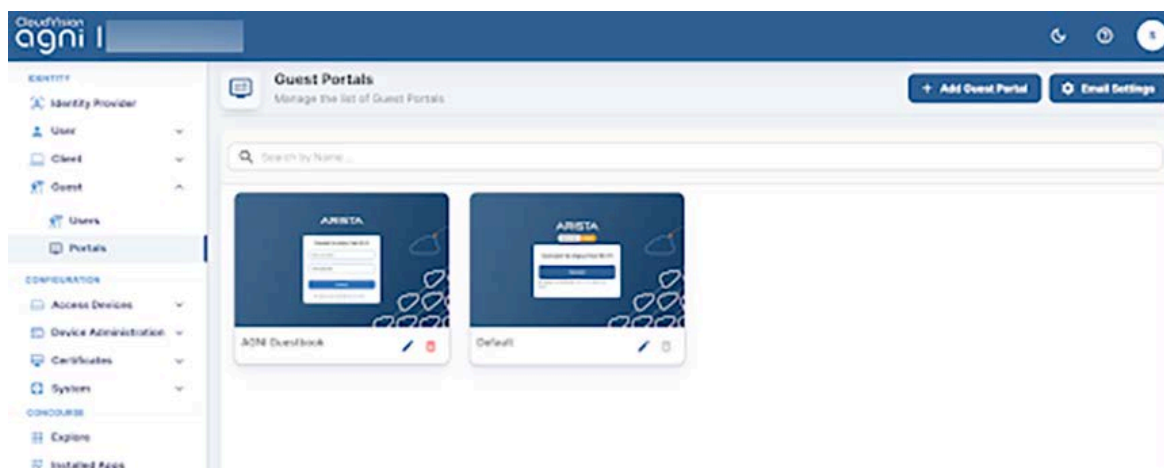 CloudVision
agni |
IDENTITY
Identity Provider
User
Client
Guest
Users
Portals
CONFIGURATION
Access Devices
Device Administration
Certificates
System
CONCOURSE
Explore
Installed Apps
Guest Portals
Manage the list of Guest Portals
+ Add Guest Portal
Email Settings
Search by Name ...
ARISTA
AGNI Guestbook
ARISTA
Default